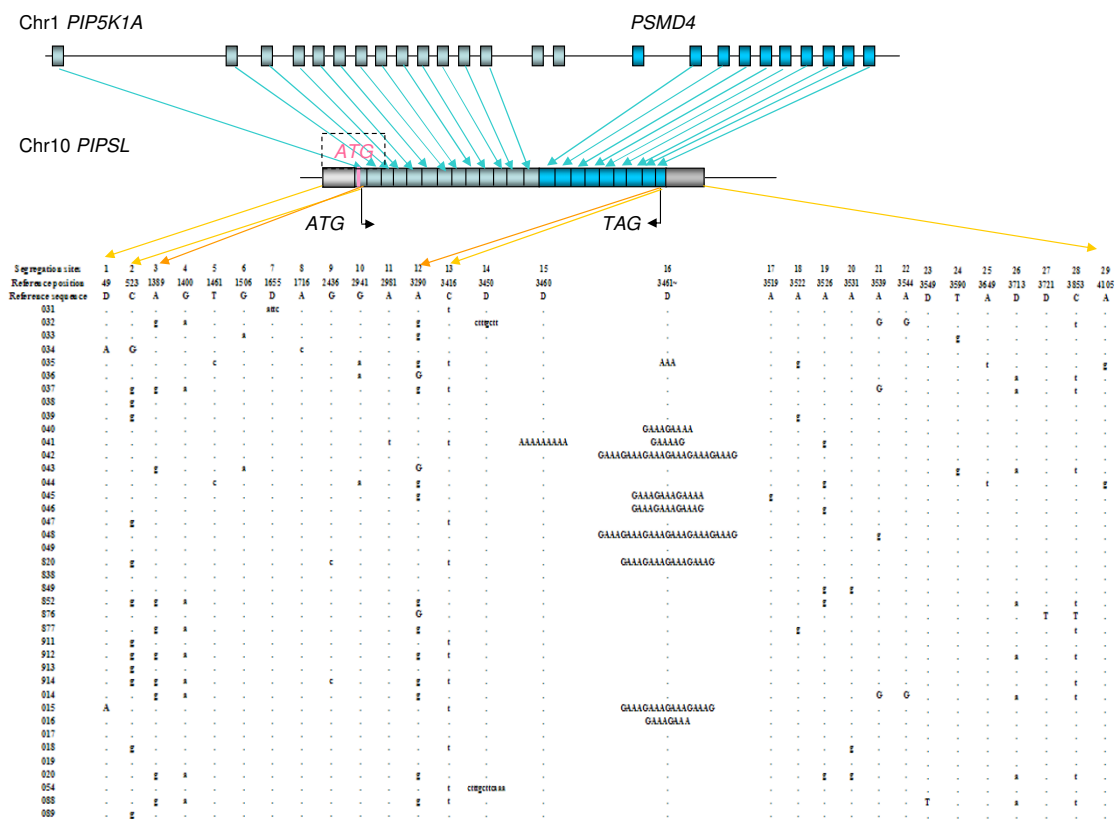 Chr1 PIP5K1A
PSMD4
Chr10 PIPSL
ATG
ATG
TAG
Segregation sites 1 2 3 4 5 6 7 8 9 10 11 12 13 14 15 16 17 18 19 20 21 22 23 24 25 26 27 28 29
Reference position 49 523 1389 1400 1461 1506 1655 1716 2436 2941 2981 3290 3416 3450 3460 3461~ 3519 3522 3526 3531 3539 3544 3549 3590 3649 3713 3721 3853 4105
Reference sequence D C A G T G D A G G A A C D D D A A A A A A D T A D D C A
031 . . . . . . attc . . . . . t . . . . . . . . . . . . . . . .
032 . . g a . . . . . . . g . ctttgctt . . . . . . G G . . . . . t .
033 . . . . . a . . . . . g . . . . . . . . . . . g . . . . .
034 A G . . . . . c . . . . . . . . . . . . . . . . . . . . .
035 . . . . c . . . . a . g t . . AAA . g . . . . . . t . . . g
036 . . . . . . . . . a . G . . . . . . . . . . . . . a . t .
037 . g g a . . . . . . . g t . . . . . . . G . . . . a . t .
038 . g . . . . . . . . . . . . . . . . . . . . . . . . . . .
039 . g . . . . . . . . . . . . . . . g . . . . . . . . . . .
040 . . . . . . . . . . . . . . . GAAAGAAAA . . . . . . . . . . . . .
041 . . . . . . . . . . t . t . AAAAAAAAA GAAAAG . . g . . . . . . . . . .
042 . . . . . . . . . . . . . . . GAAAGAAAGAAAGAAAGAAAGAAAG . . . . . . . . . . . . .
043 . . g . . a . . . . . G . . . . . . . . . . . g . a . t .
044 . . . . c . . . . a . g . . . . . . g . . . . . t . . . g
045 . . . . . . . . . . . g . . . GAAAGAAAGAAAA g . . . . . . . . . . . .
046 . . . . . . . . . . . . . . . GAAAGAAAGAAAG . . g . . . . . . . . . .
047 . g . . . . . . . . . . t . . . . . . . . . . . . . . . .
048 . . . . . . . . . . . . . . . GAAAGAAAGAAAGAAAGAAAGAAAG . . . . g . . . . . . . .
049 . . . . . . . . . . . . . . . . . . . . . . . . . . . . .
820 . g . . . . . . c . . . t . . GAAAGAAAGAAAGAAAG . . . . . . . . . . . . .
838 . . . . . . . . . . . . . . . . . . . . . . . . . . . . .
849 . . . . . . . . . . . . . . . . . . g g . . . . . . . . .
852 . g g a . . . . . . . g . . . . . . g . . . . . . a . t .
876 . . . . . . . . . . . G . . . . . . . . . . . . . . T T .
877 . . g a . . . . . . . g . . . . . g . . . . . . . . . t .
911 . g . . . . . . . . . . t . . . . . . . . . . . . . . . .
912 . g g a . . . . . . . g t . . . . . . . . . . . . a . t .
913 . g . . . . . . . . . . . . . . . . . . . . . . . . . . .
914 . g g a . . . . c . . g t . . . . . . . . . . . . . . t .
014 . . g a . . . . . . . g . . . . . . . . G G . . . a . t .
015 A . . . . . . . . . . . t . . GAAAGAAAGAAAGAAAG . . . . . . . . . . . . .
016 . . . . . . . . . . . . . . . GAAAGAAA . . . . . . . . . . . . .
017 . . . . . . . . . . . . . . . . . . . . . . . . . . . . .
018 . g . . . . . . . . . . t . . . . . . g . . . . . . . . .
019 . . . . . . . . . . . . . . . . . . . . . . . . . . . . .
020 . . g a . . . . . . . g . . . . . . g g . . . . . a . t .
054 . . . . . . . . . . . . t ctttgcttcaaa . . . . . . . . . . . . . . .
088 . . g a . . . . . . . g t . . . . . . . . . T . . a . t .
089 . g . . . . . . . . . . . . . . . . . . . . . . . . . . .